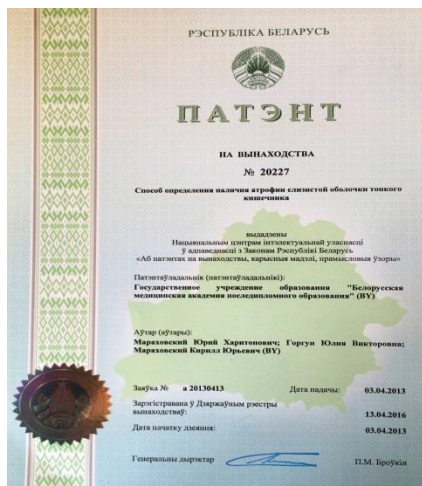 РЭСПУБЛІКА БЕЛАРУСЬ
ПАТЭНТ
НА ВЫНАХОДСТВА
№ 20227
Способ определения наличия атрофии слизистой оболочки тонкого
кишечника
выдадзены
Нацыянальным цэнтрам інтэлектуальнай уласнасці
ў адпаведнасці з Законам Рэспублікі Беларусь
«Аб патэнтах на вынаходствы, карысныя мадэлі, прамысловыя ўзоры»
Патэнтаўладальнік (патэнтаўладальнікі):
Государственное учреждение образования "Белорусская
медицинская академия последипломного образования" (BY)
Аўтар (аўтары):
Мараховский Юрий Харитонович; Горгун Юлия Викторовна;
Мараховский Кирилл Юрьевич (BY)
Заяўка № a 20130413 Дата падачы: 03.04.2013
Зарэгістравана ў Дзяржаўным рэестры
вынаходстваў: 13.04.2016
Дата пачатку дзеяння: 03.04.2013
Генеральны дырэктар П.М. Броўкін